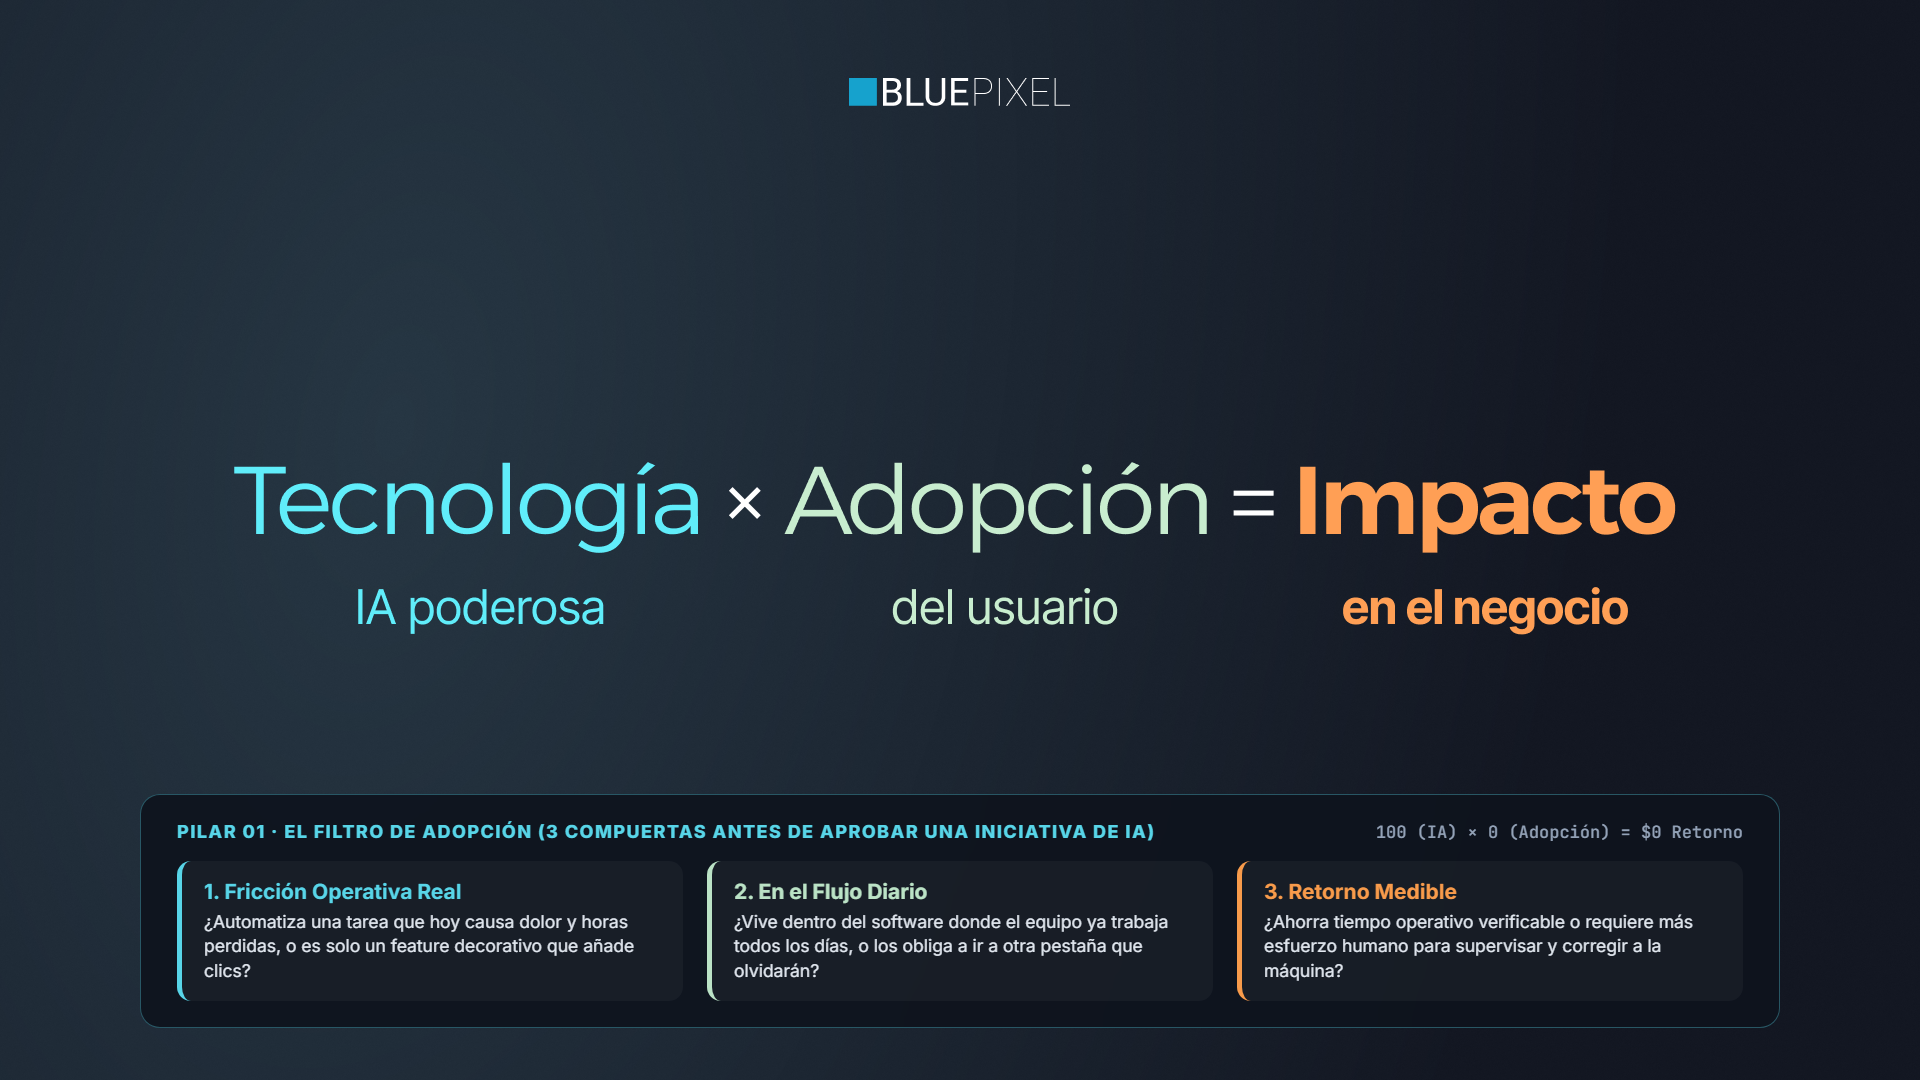 BLUEPIXEL
Tecnología × Adopción = Impacto
IA poderosa
del usuario
en el negocio
PILAR 01 · EL FILTRO DE ADOPCIÓN (3 COMPUERTAS ANTES DE APROBAR UNA INICIATIVA DE IA)
100 (IA) × 0 (Adopción) = $0 Retorno
1. Fricción Operativa Real
¿Automatiza una tarea que hoy causa dolor y horas
perdidas, o es solo un feature decorativo que añade
clics?
2. En el Flujo Diario
¿Vive dentro del software donde el equipo ya trabaja
todos los días, o los obliga a ir a otra pestaña que
olvidarán?
3. Retorno Medible
¿Ahorra tiempo operativo verificable o requiere más
esfuerzo humano para supervisar y corregir a la
máquina?